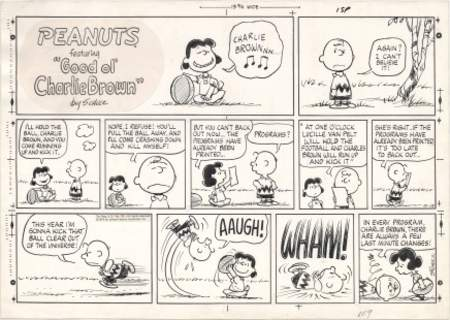 15¾ WIDE
15P
PEANUTS
featuring
"Good ol'
Charlie Brown"
by Schulz
CHARLIE
BROWNNN...
AGAIN?
I CAN'T
BELIEVE
IT!
I'LL HOLD THE
BALL, CHARLIE
BROWN, AND YOU
COME RUNNING
UP AND KICK IT..
NOPE, I REFUSE! YOU'LL
PULL THE BALL AWAY, AND
I'LL COME CRASHING DOWN
AND KILL MYSELF!
BUT YOU CAN'T BACK
OUT NOW.. THE
PROGRAMS HAVE
ALREADY BEEN
PRINTED...
PROGRAMS?
"AT ONE O'CLOCK
LUCILLE VAN PELT
WILL HOLD THE
FOOTBALL AND CHARLES
BROWN WILL RUN UP
AND KICK IT"
SHE'S RIGHT..IF THE
PROGRAMS HAVE
ALREADY BEEN PRINTED
IT'S TOO LATE
TO BACK OUT..
THIS YEAR I'M
GONNA KICK THAT
BALL CLEAR OUT
OF THE UNIVERSE!
AAUGH!
WHAM!
IN EVERY PROGRAM,
CHARLIE BROWN, THERE
ARE ALWAYS A FEW
LAST MINUTE CHANGES!